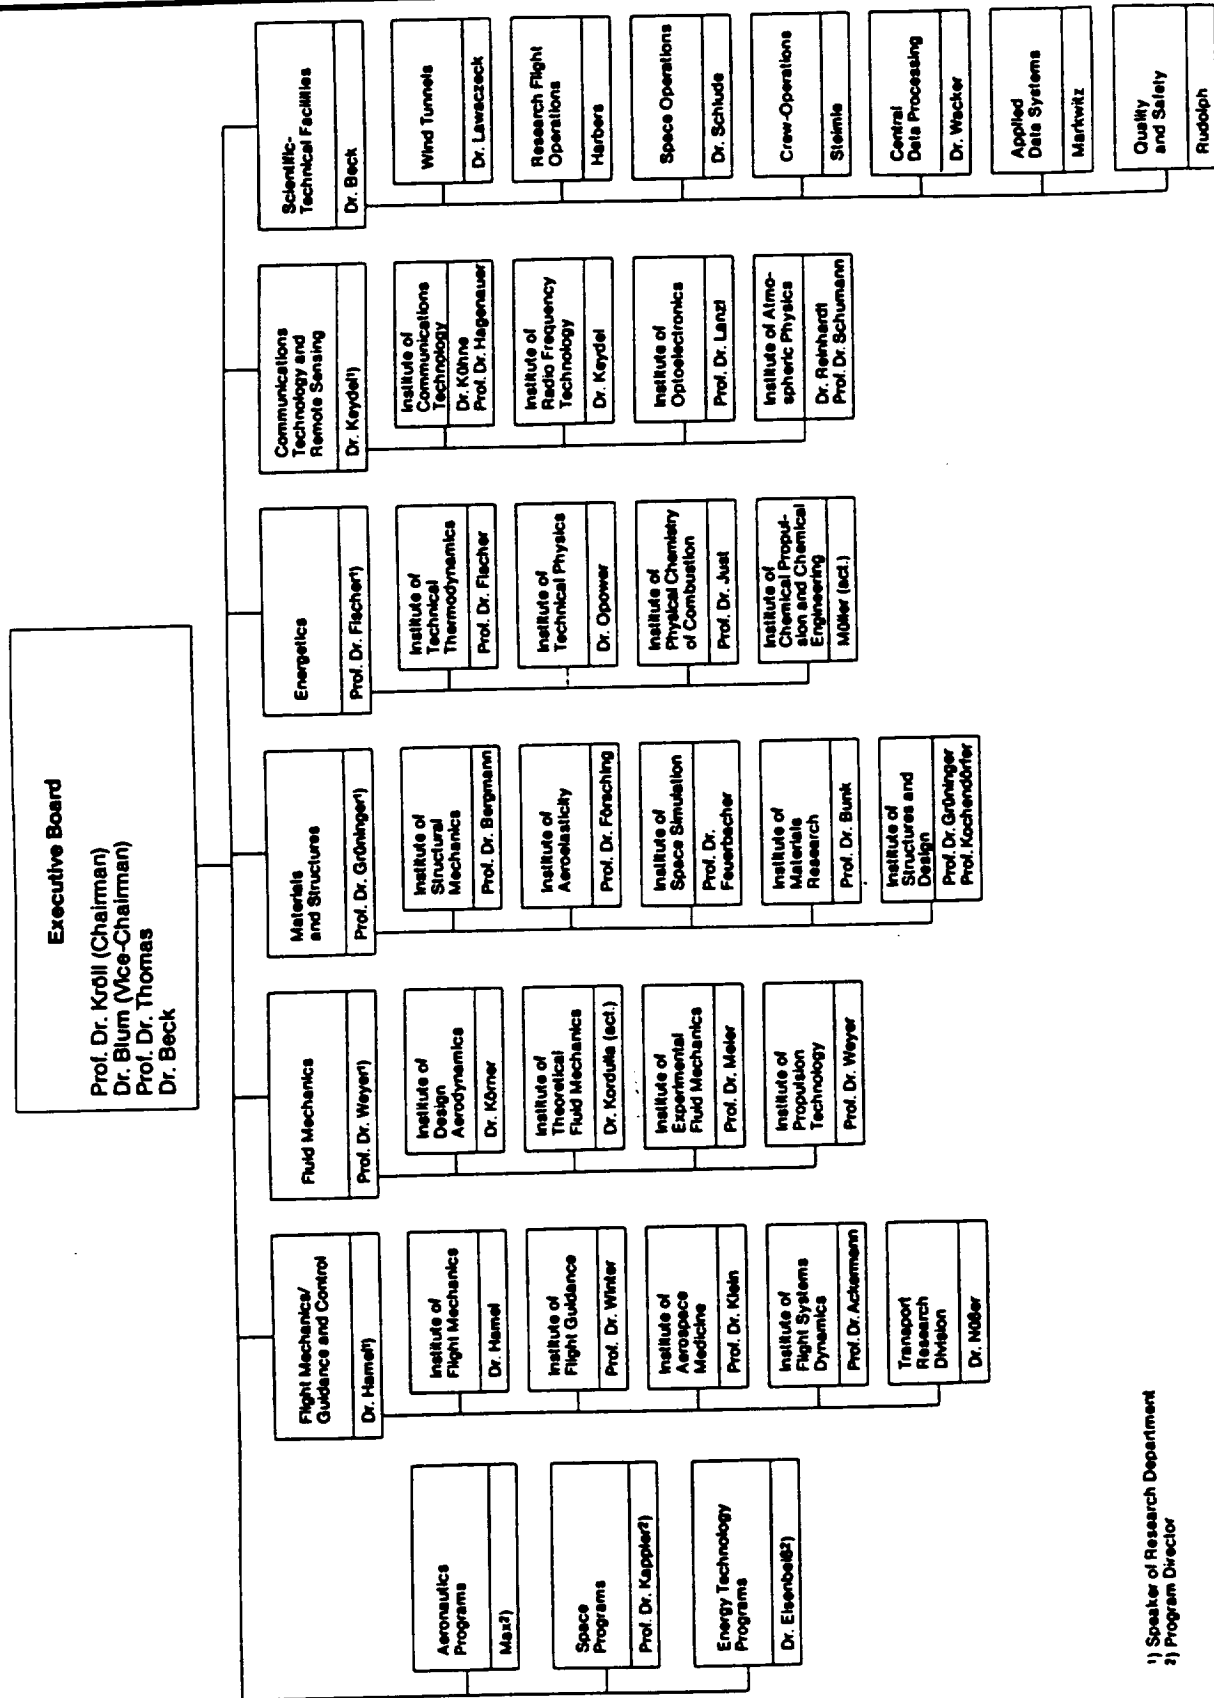 Executive Board
Prof. Dr. Kröll (Chairman)
Dr. Blum (Vice-Chairman)
Prof. Dr. Thomas
Dr. Beck
Aeronautics
Programs
Max²)
Space
Programs
Prof. Dr. Kappler²)
Energy Technology
Programs
Dr. Eisenbeiß²)
Flight Mechanics/
Guidance and Control
Dr. Hamel¹)
Institute of
Flight Mechanics
Dr. Hamel
Institute of
Flight Guidance
Prof. Dr. Winter
Institute of
Aerospace
Medicine
Prof. Dr. Klein
Institute of
Flight Systems
Dynamics
Prof. Dr. Ackermann
Transport
Research
Division
Dr. Nüßer
Fluid Mechanics
Prof. Dr. Weyer¹)
Institute of
Design
Aerodynamics
Dr. Körner
Institute of
Theoretical
Fluid Mechanics
Dr. Kordulla (act.)
Institute of
Experimental
Fluid Mechanics
Prof. Dr. Meier
Institute of
Propulsion
Technology
Prof. Dr. Weyer
Materials
and Structures
Prof. Dr. Grüninger¹)
Institute of
Structural
Mechanics
Prof. Dr. Bergmann
Institute of
Aeroelasticity
Prof. Dr. Försching
Institute of
Space Simulation
Prof. Dr.
Feuerbacher
Institute of
Materials
Research
Prof. Dr. Bunk
Institute of
Structures and
Design
Prof. Dr. Grüninger
Prof. Kochendörfer
Energetics
Prof. Dr. Fischer¹)
Institute of
Technical
Thermodynamics
Prof. Dr. Fischer
Institute of
Technical Physics
Dr. Opower
Institute of
Physical Chemistry
of Combustion
Prof. Dr. Just
Institute of
Chemical Propul-
sion and Chemical
Engineering
Müller (act.)
Communications
Technology and
Remote Sensing
Dr. Keydel¹)
Institute of
Communications
Technology
Dr. Kühne
Prof. Dr. Hagenauer
Institute of
Radio Frequency
Technology
Dr. Keydel
Institute of
Optoelectronics
Prof. Dr. Lanzl
Institute of Atmo-
spheric Physics
Dr. Reinhardt
Prof. Dr. Schumann
Scientific-
Technical Facilities
Dr. Beck
Wind Tunnels
Dr. Lawaczeck
Research Flight
Operations
Harbers
Space Operations
Dr. Schlude
Crew-Operations
Steimle
Central
Data Processing
Dr. Wacker
Applied
Data Systems
Markwitz
Quality
and Safety
Rudolph
¹) Speaker of Research Department
²) Program Director